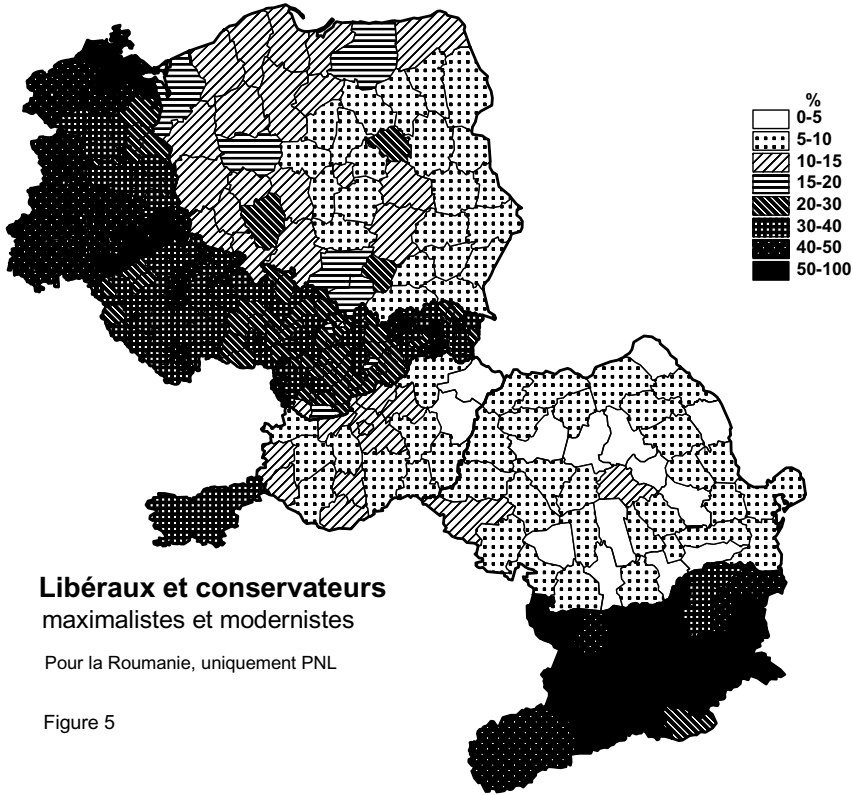 %
0-5
5-10
10-15
15-20
20-30
30-40
40-50
50-100
Libéraux et conservateurs
maximalistes et modernistes
Pour la Roumanie, uniquement PNL
Figure 5